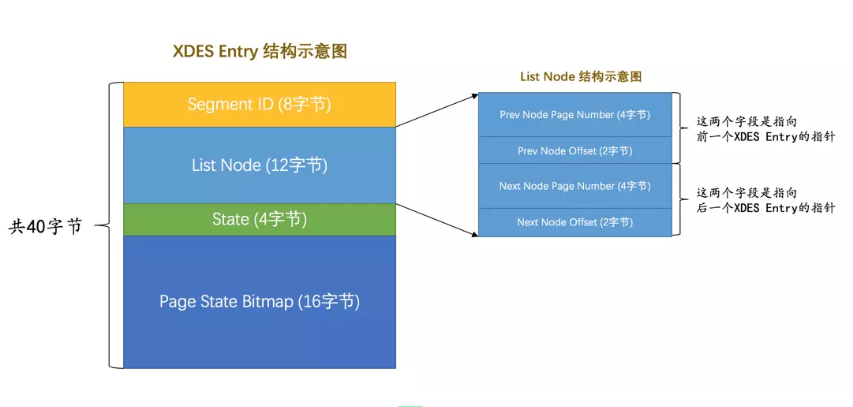 XDES Entry 结构示意图
List Node 结构示意图
共40字节
Segment ID (8字节)
List Node (12字节)
State (4字节)
Page State Bitmap (16字节)
Prev Node Page Number (4字节)
Prev Node Offset (2字节)
Next Node Page Number (4字节)
Next Node Offset (2字节)
这两个字段是指向
前一个XDES Entry的指针
这两个字段是指向
后一个XDES Entry的指针